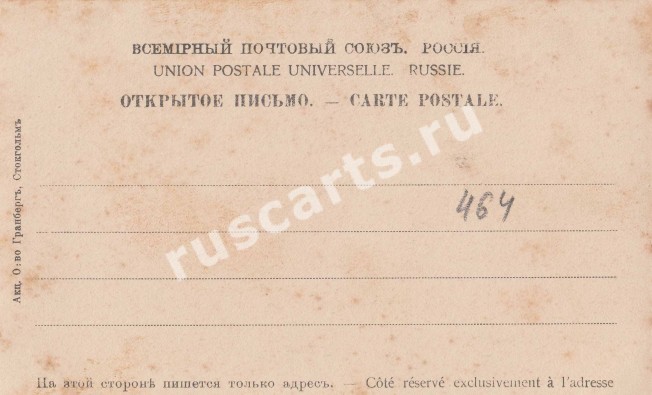 ВСЕМІРНЫЙ ПОЧТОВЫЙ СОЮЗЪ. РОССІЯ.
UNION POSTALE UNIVERSELLE. RUSSIE.
ОТКРЫТОЕ ПИСЬМО. — CARTE POSTALE.
Акц. О:во Гранбергъ, Стокгольмъ
464
ruscarts.ru
На этой сторонѣ пишется только адресъ. — Côté réservé exclusivement à l'adresse